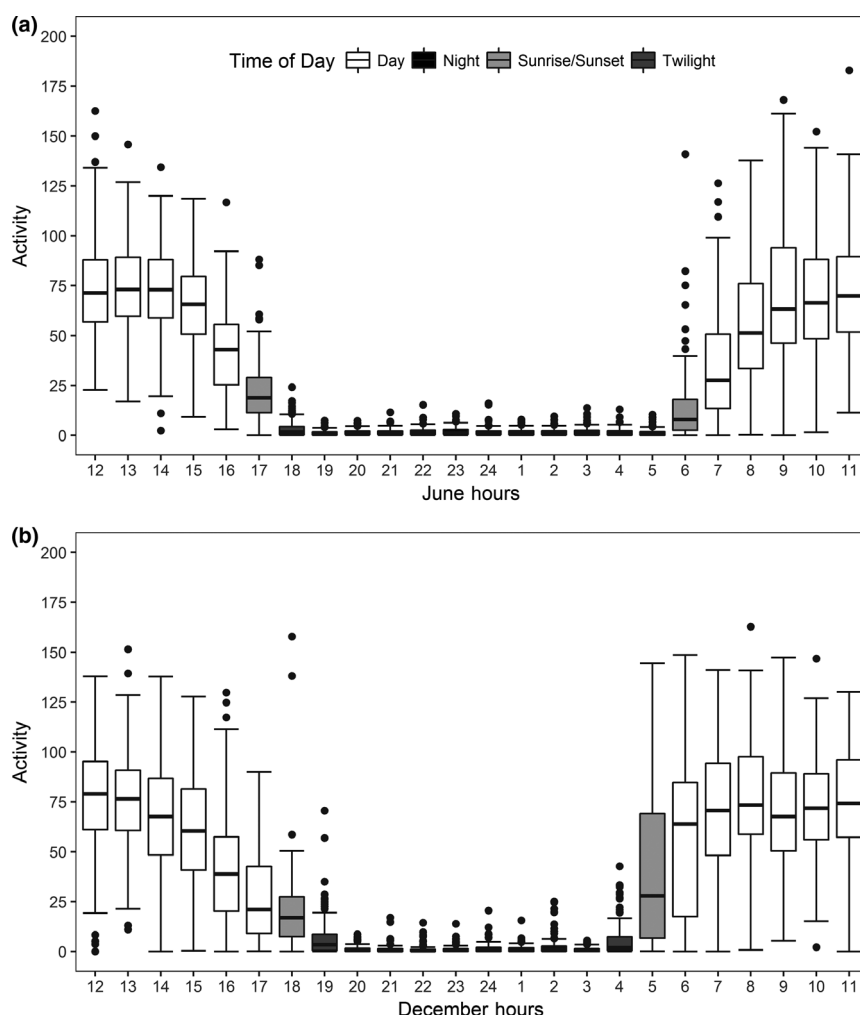 (a)
Time of Day Day Night Sunrise/Sunset Twilight
200
175
150
125
100
75
50
25
0
Activity
12 13 14 15 16 17 18 19 20 21 22 23 24 1 2 3 4 5 6 7 8 9 10 11
June hours
(b)
200
175
150
125
100
75
50
25
0
Activity
12 13 14 15 16 17 18 19 20 21 22 23 24 1 2 3 4 5 6 7 8 9 10 11
December hours